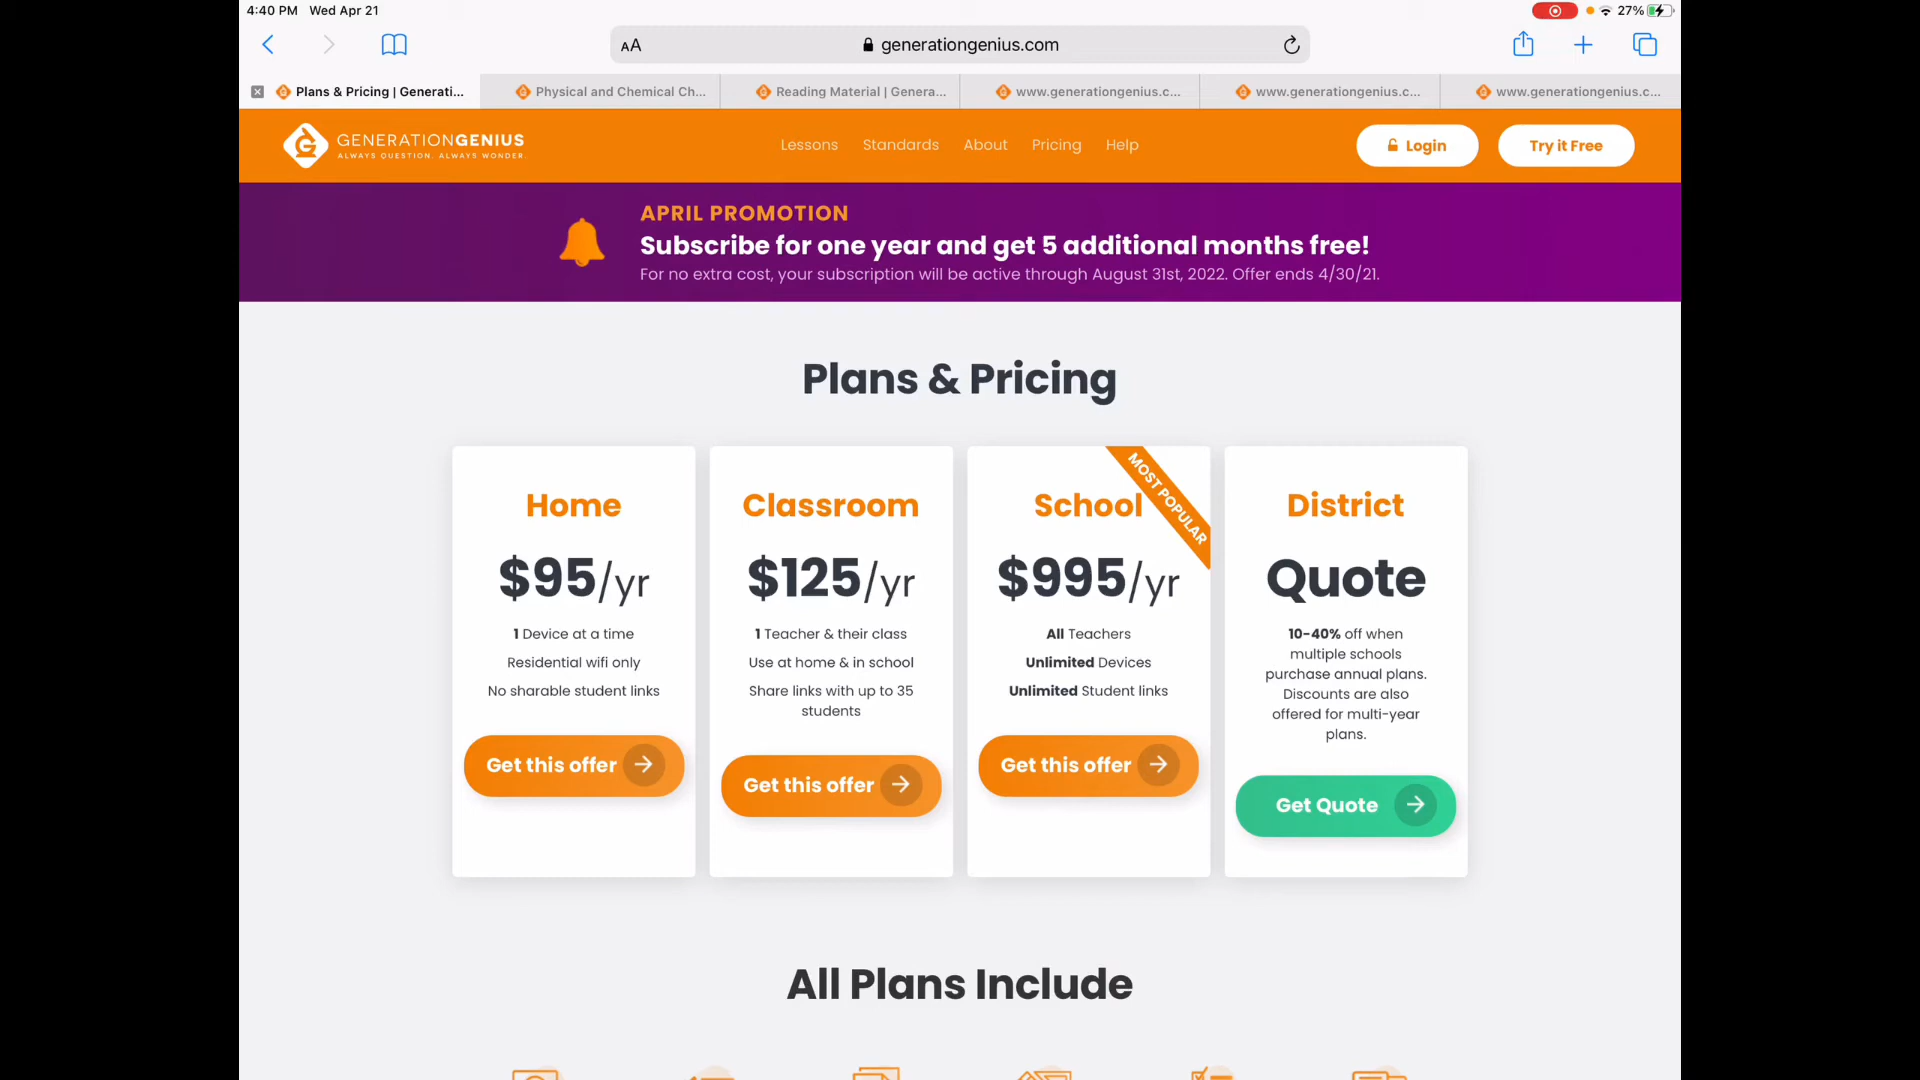 4:40 PM Wed Apr 21
27%
AA
generationgenius.com
Plans & Pricing | Generati...
Physical and Chemical Ch...
Reading Material | Genera...
www.generationgenius.c...
www.generationgenius.c...
www.generationgenius.c...
GENERATIONGENIUS
ALWAYS QUESTION. ALWAYS WONDER.
Lessons
Standards
About
Pricing
Help
Login
Try it Free
APRIL PROMOTION
Subscribe for one year and get 5 additional months free!
For no extra cost, your subscription will be active through August 31st, 2022. Offer ends 4/30/21.
Plans & Pricing
Home
$95/yr
1 Device at a time
Residential wifi only
No sharable student links
Get this offer
Classroom
$125/yr
1 Teacher & their class
Use at home & in school
Share links with up to 35
students
Get this offer
MOST POPULAR
School
$995/yr
All Teachers
Unlimited Devices
Unlimited Student links
Get this offer
District
Quote
10-40% off when
multiple schools
purchase annual plans.
Discounts are also
offered for multi-year
plans.
Get Quote
All Plans Include